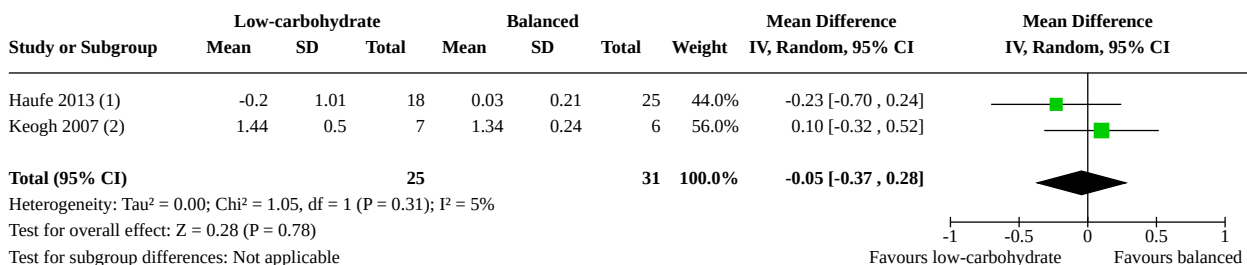 Low-carbohydrate Balanced Mean Difference Mean Difference
Study or Subgroup Mean SD Total Mean SD Total Weight IV, Random, 95% CI IV, Random, 95% CI
Haufe 2013 (1) -0.2 1.01 18 0.03 0.21 25 44.0% -0.23 [-0.70 , 0.24]
Keogh 2007 (2) 1.44 0.5 7 1.34 0.24 6 56.0% 0.10 [-0.32 , 0.52]
Total (95% CI) 25 31 100.0% -0.05 [-0.37 , 0.28]
Heterogeneity: Tau² = 0.00; Chi² = 1.05, df = 1 (P = 0.31); I² = 5%
Test for overall effect: Z = 0.28 (P = 0.78)
-1 -0.5 0 0.5 1
Test for subgroup differences: Not applicable Favours low-carbohydrate Favours balanced